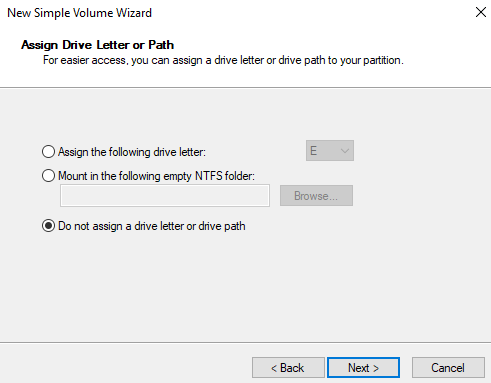 New Simple Volume Wizard
Assign Drive Letter or Path
For easier access, you can assign a drive letter or drive path to your partition.
Assign the following drive letter: E
Mount in the following empty NTFS folder:
Browse...
Do not assign a drive letter or drive path
< Back Next > Cancel